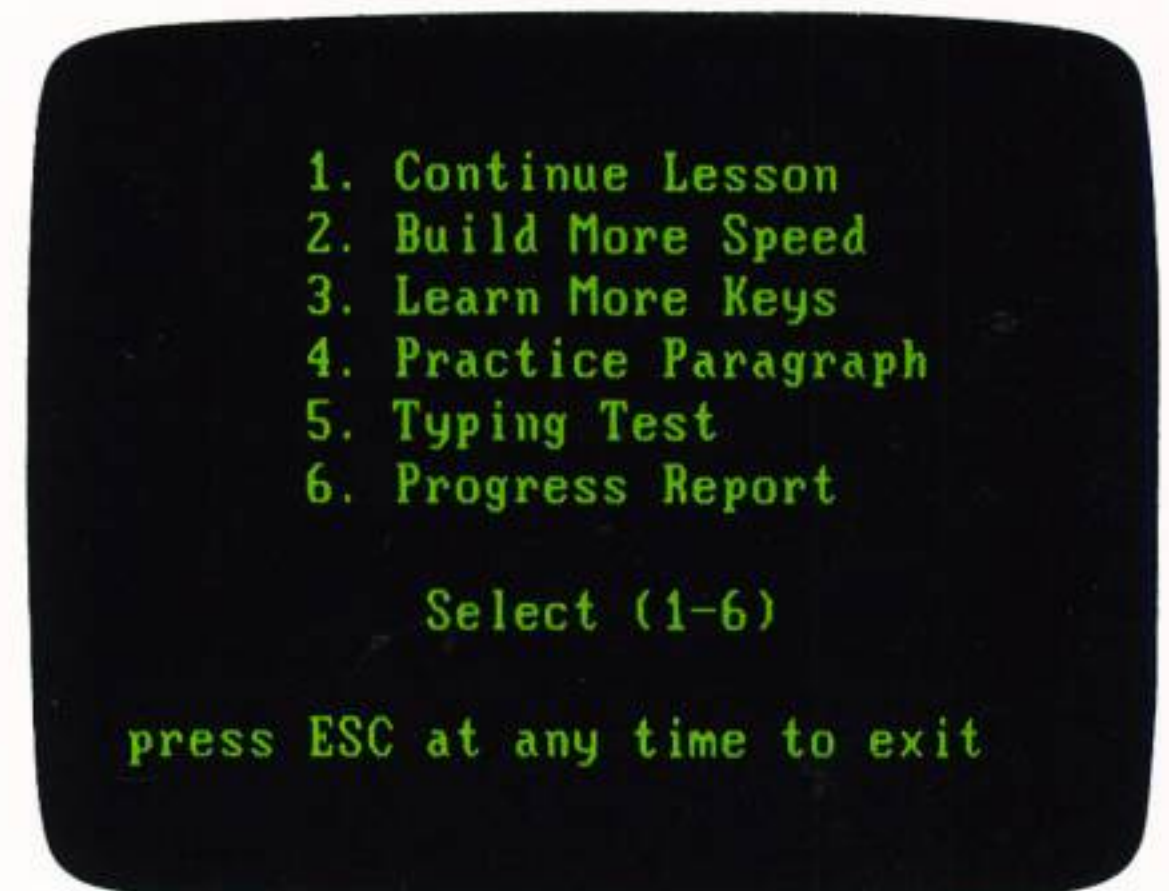 1. Continue Lesson
2. Build More Speed
3. Learn More Keys
4. Practice Paragraph
5. Typing Test
6. Progress Report
Select (1-6)
press ESC at any time to exit